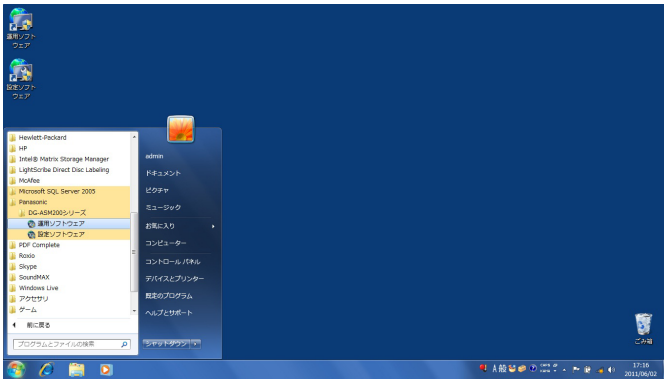 運用ソフト
ウェア
設定ソフト
ウェア
Hewlett-Packard
HP
Intel® Matrix Storage Manager
LightScribe Direct Disc Labeling
McAfee
Microsoft SQL Server 2005
Panasonic
DG-ASM200シリーズ
運用ソフトウェア
設定ソフトウェア
PDF Complete
Roxio
Skype
SoundMAX
Windows Live
アクセサリ
ゲーム
前に戻る
プログラムとファイルの検索
admin
ドキュメント
ピクチャ
ミュージック
お気に入り
コンピューター
コントロール パネル
デバイスとプリンター
既定のプログラム
ヘルプとサポート
シャットダウン
ごみ箱
A 般
CAPS
KANA
17:16
2011/06/02